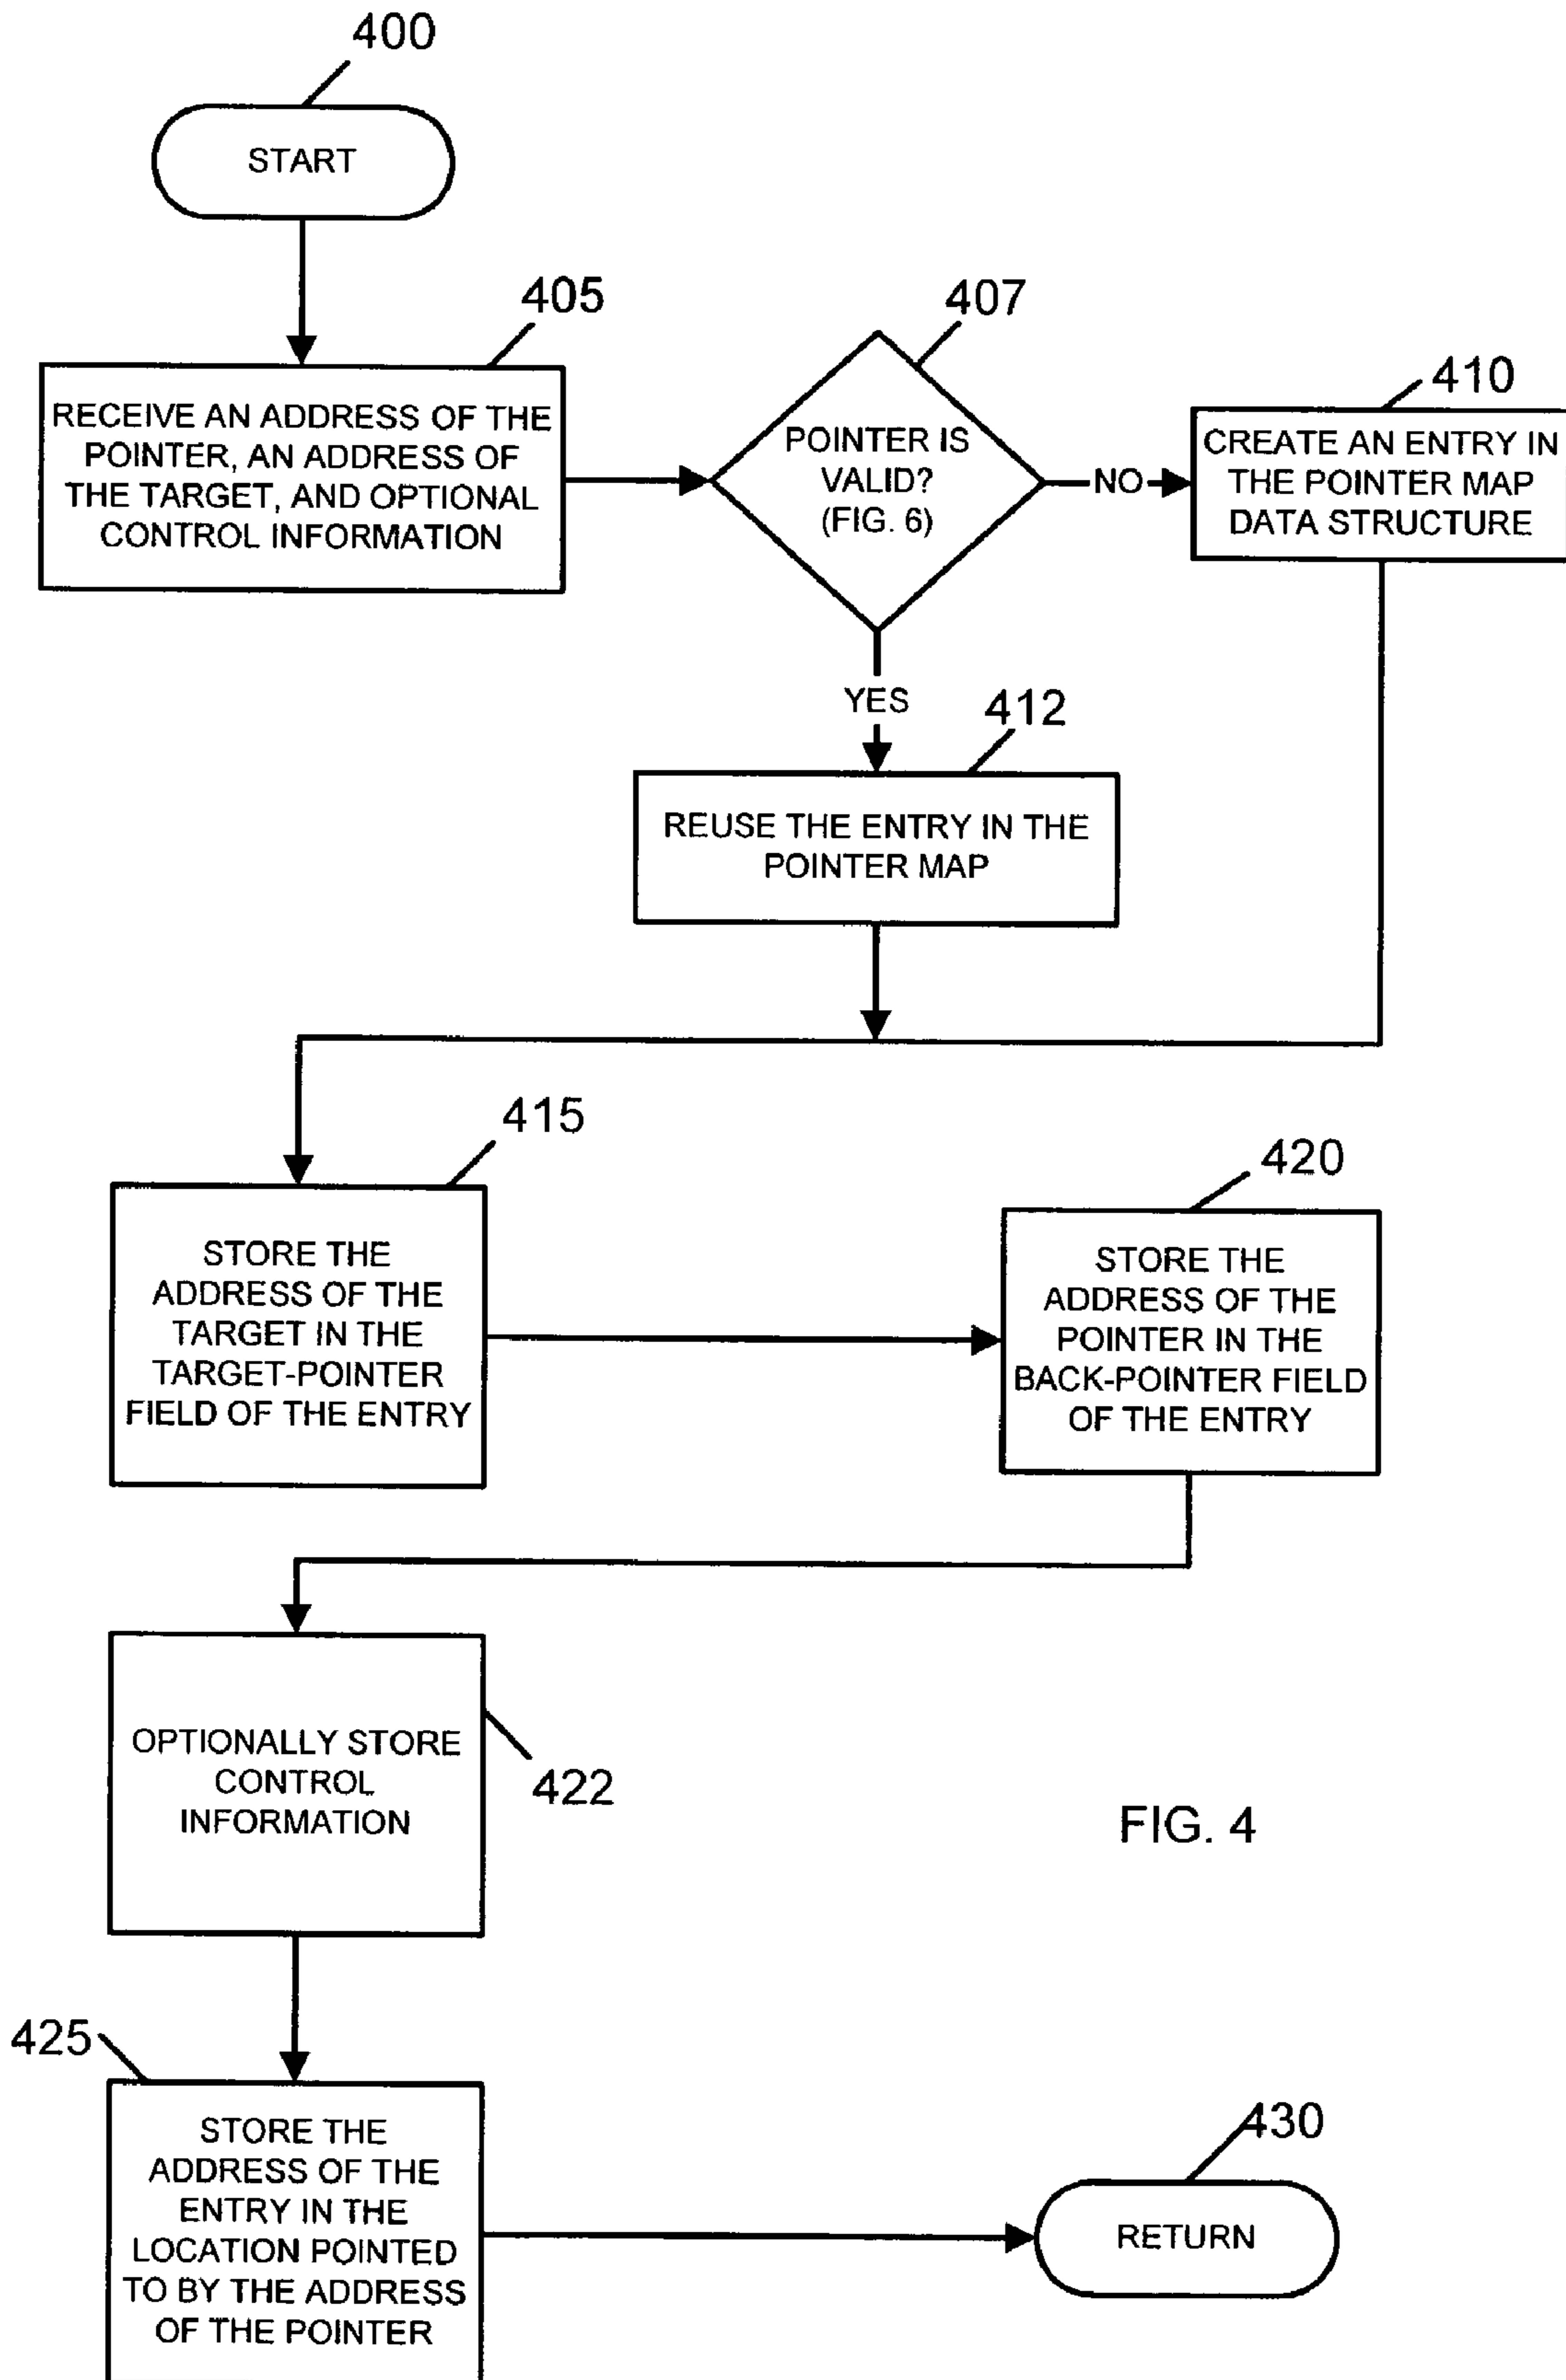 400
START
405
RECEIVE AN ADDRESS OF THE
POINTER, AN ADDRESS OF
THE TARGET, AND OPTIONAL
CONTROL INFORMATION
407
POINTER IS
VALID?
(FIG. 6)
NO
410
CREATE AN ENTRY IN
THE POINTER MAP
DATA STRUCTURE
YES
412
REUSE THE ENTRY IN THE
POINTER MAP
415
STORE THE
ADDRESS OF THE
TARGET IN THE
TARGET-POINTER
FIELD OF THE ENTRY
420
STORE THE
ADDRESS OF THE
POINTER IN THE
BACK-POINTER FIELD
OF THE ENTRY
OPTIONALLY STORE
CONTROL
INFORMATION
422
FIG. 4
425
STORE THE
ADDRESS OF THE
ENTRY IN THE
LOCATION POINTED
TO BY THE ADDRESS
OF THE POINTER
430
RETURN